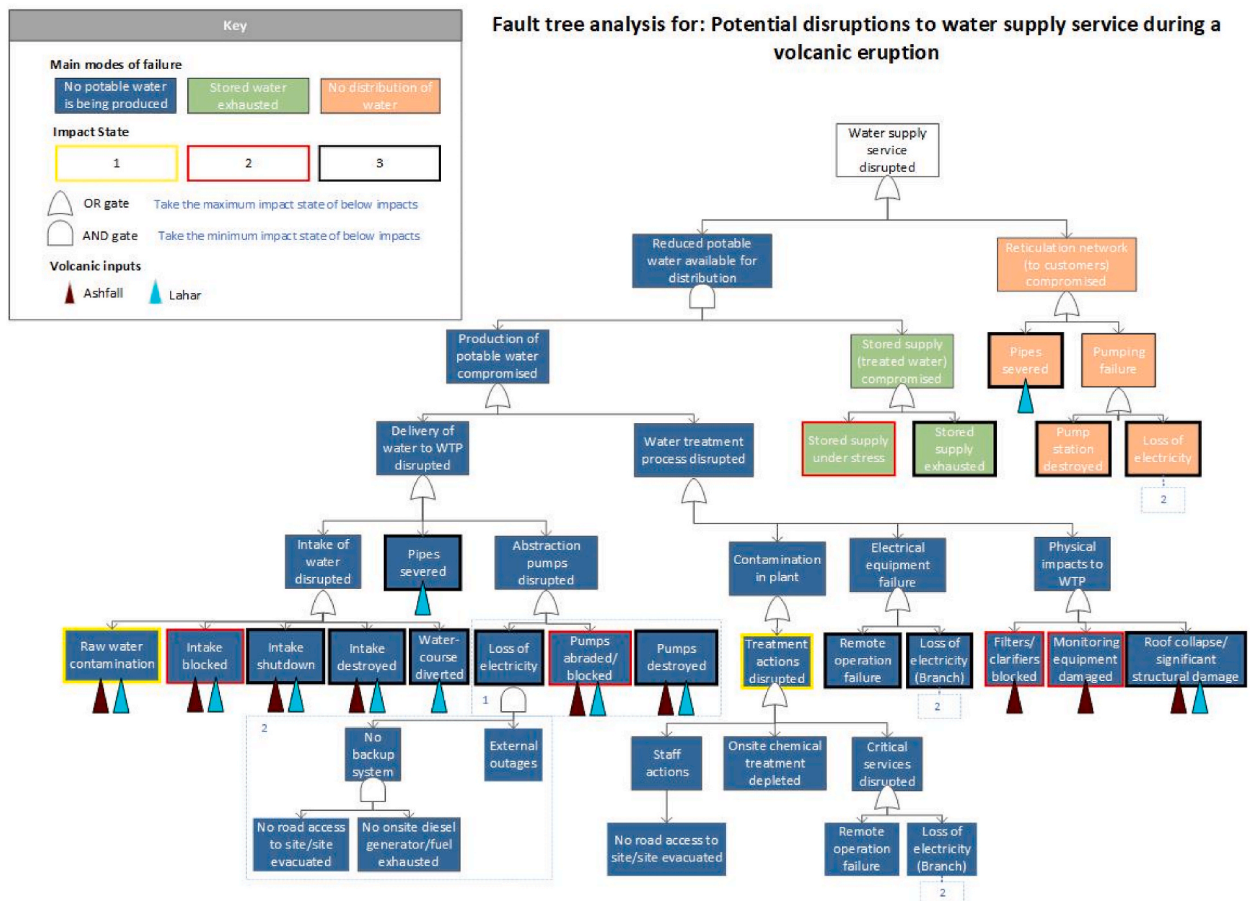 Key
Main modes of failure
No potable water
is being produced
Stored water
exhausted
No distribution of
water
Impact State
1
2
3
OR gate
Take the maximum impact state of below impacts
AND gate
Take the minimum impact state of below impacts
Volcanic inputs
Ashfall
Lahar
Fault tree analysis for: Potential disruptions to water supply service during a
volcanic eruption
Water supply
service
disrupted
Reduced potable
water available for
distribution
Reticulation network
(to customers)
compromised
Production of
potable water
compromised
Stored supply
(treated water)
compromised
Pipes
severed
Pumping
failure
Delivery of
water to WTP
disrupted
Water treatment
process disrupted
Stored supply
under stress
Stored
supply
exhausted
Pump
station
destroyed
Loss of
electricity
2
Intake of
water
disrupted
Pipes
severed
Abstraction
pumps
disrupted
Contamination
in plant
Electrical
equipment
failure
Physical
impacts to
WTP
Raw water
contamination
Intake
blocked
Intake
shutdown
Intake
destroyed
Water-
course
diverted
Loss of
electricity
Pumps
abraded/
blocked
Pumps
destroyed
Treatment
actions
disrupted
Remote
operation
failure
Loss of
electricity
(Branch)
Filters/
clarifiers
blocked
Monitoring
equipment
damaged
Roof collapse/
significant
structural damage
1
2
2
No
backup
system
External
outages
Staff
actions
Onsite chemical
treatment
depleted
Critical
services
disrupted
No road access
to site/site
evacuated
No onsite diesel
generator/fuel
exhausted
No road access to
site/site evacuated
Remote
operation
failure
Loss of
electricity
(Branch)
2